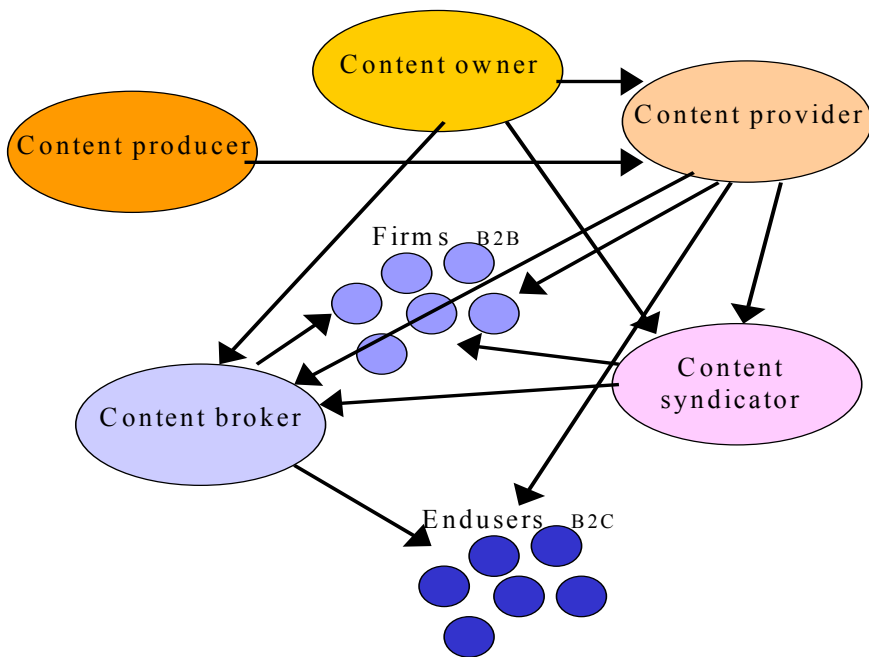 Content owner
Content provider
Content producer
Firms B2B
Content
syndicator
Content broker
Endusers B2C